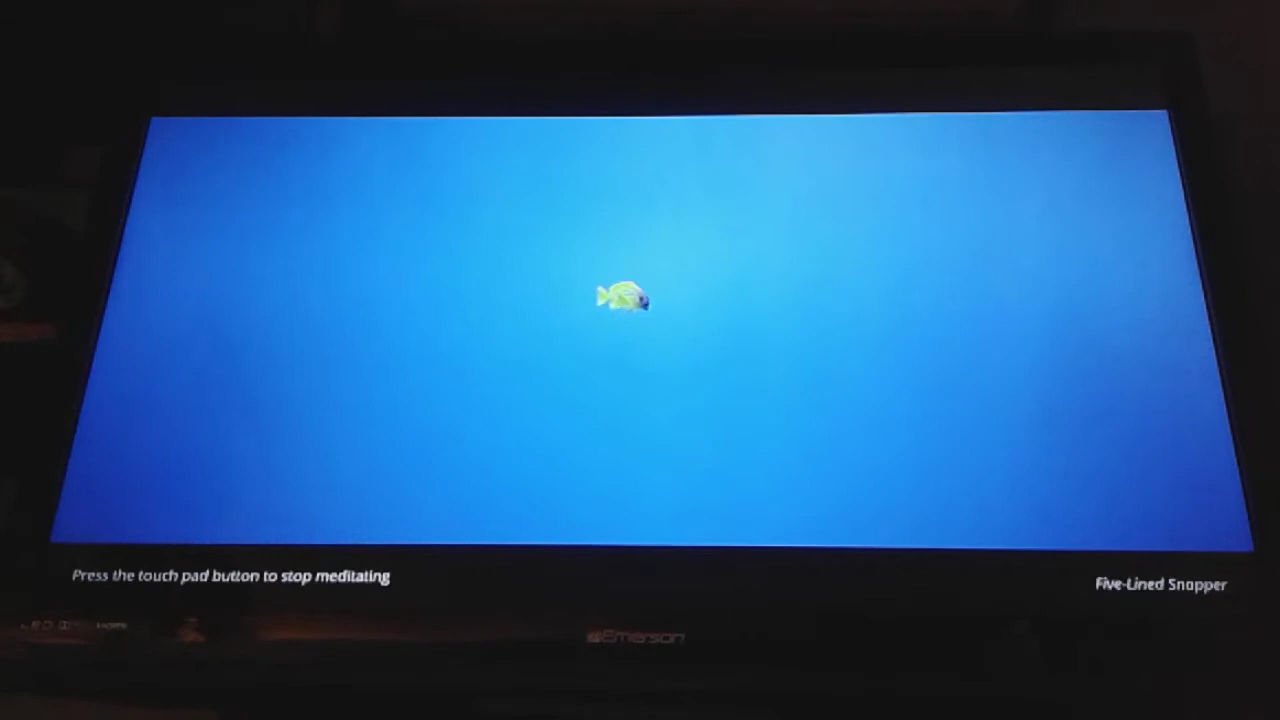 Press the touch pad button to stop meditating
Five-Lined Snapper
Emerson